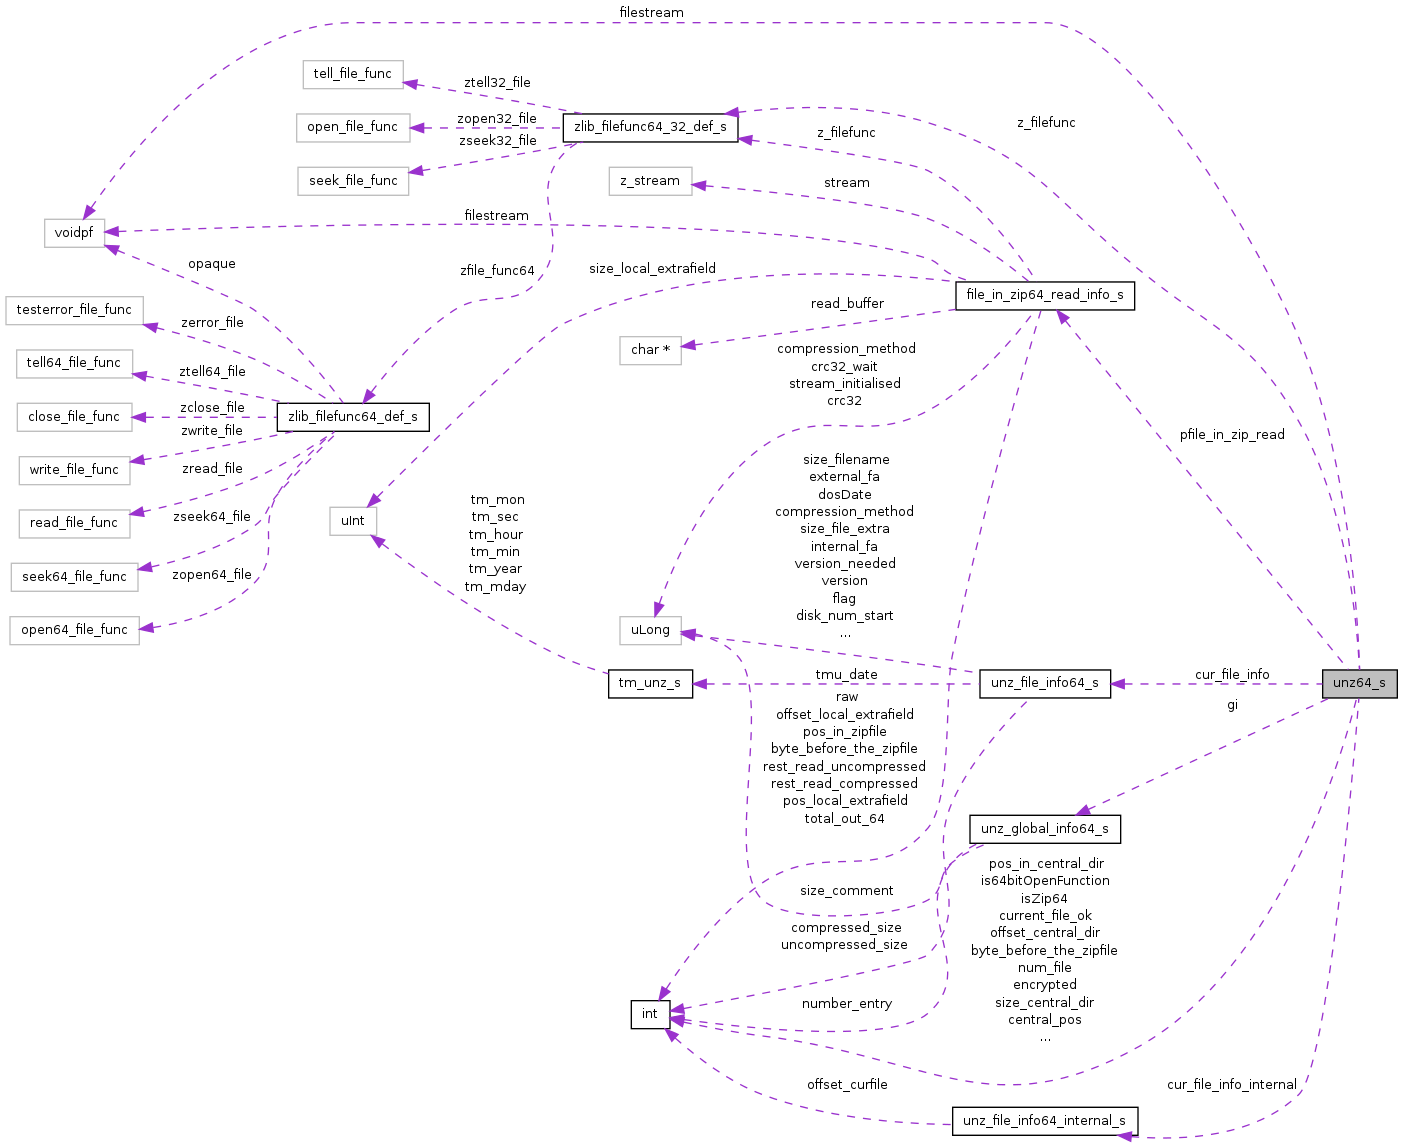 filestream
tell_file_func
ztell32_file
open_file_func
zopen32_file
zlib_filefunc64_32_def_s
z_filefunc
z_filefunc
zseek32_file
seek_file_func
z_stream
stream
voidpf
filestream
opaque
zfile_func64
size_local_extrafield
file_in_zip64_read_info_s
testerror_file_func
zerror_file
read_buffer
char *
tell64_file_func
ztell64_file
compression_method
crc32_wait
stream_initialised
crc32
close_file_func
zclose_file
zlib_filefunc64_def_s
zwrite_file
write_file_func
zread_file
read_file_func
zseek64_file
seek64_file_func
zopen64_file
open64_file_func
pfile_in_zip_read
uInt
tm_mon
tm_sec
tm_hour
tm_min
tm_year
tm_mday
size_filename
external_fa
dosDate
compression_method
size_file_extra
internal_fa
version_needed
version
flag
disk_num_start
...
uLong
tm_unz_s
tmu_date
unz_file_info64_s
cur_file_info
unz64_s
gi
raw
offset_local_extrafield
pos_in_zipfile
byte_before_the_zipfile
rest_read_uncompressed
rest_read_compressed
pos_local_extrafield
total_out_64
unz_global_info64_s
size_comment
compressed_size
uncompressed_size
number_entry
pos_in_central_dir
is64bitOpenFunction
isZip64
current_file_ok
offset_central_dir
byte_before_the_zipfile
num_file
encrypted
size_central_dir
central_pos
...
int
offset_curfile
cur_file_info_internal
unz_file_info64_internal_s